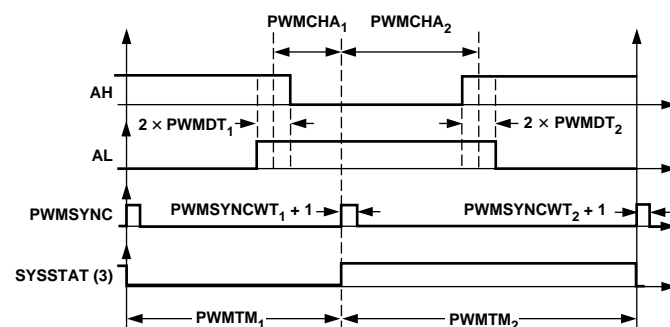 PWMCHA1 PWMCHA2
AH
2 × PWMDT1 2 × PWMDT2
AL
PWMSYNC PWMSYNCWT1 + 1 PWMSYNCWT2 + 1
SYSSTAT (3)
PWMTM1 PWMTM2